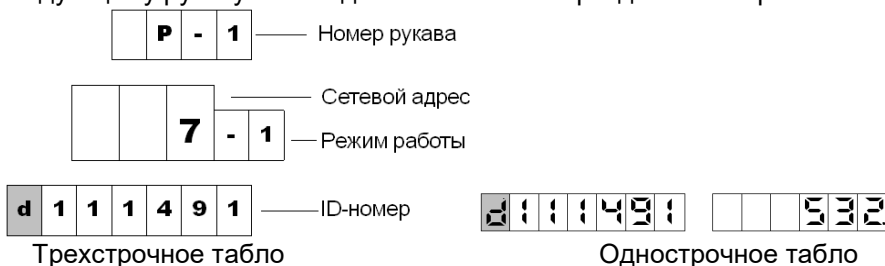 P - 1 Номер рукава
Сетевой адрес
7 - 1 Режим работы
d 1 1 1 4 9 1 ID-номер
d111491 532.
Трехстрочное табло Однострочное табло